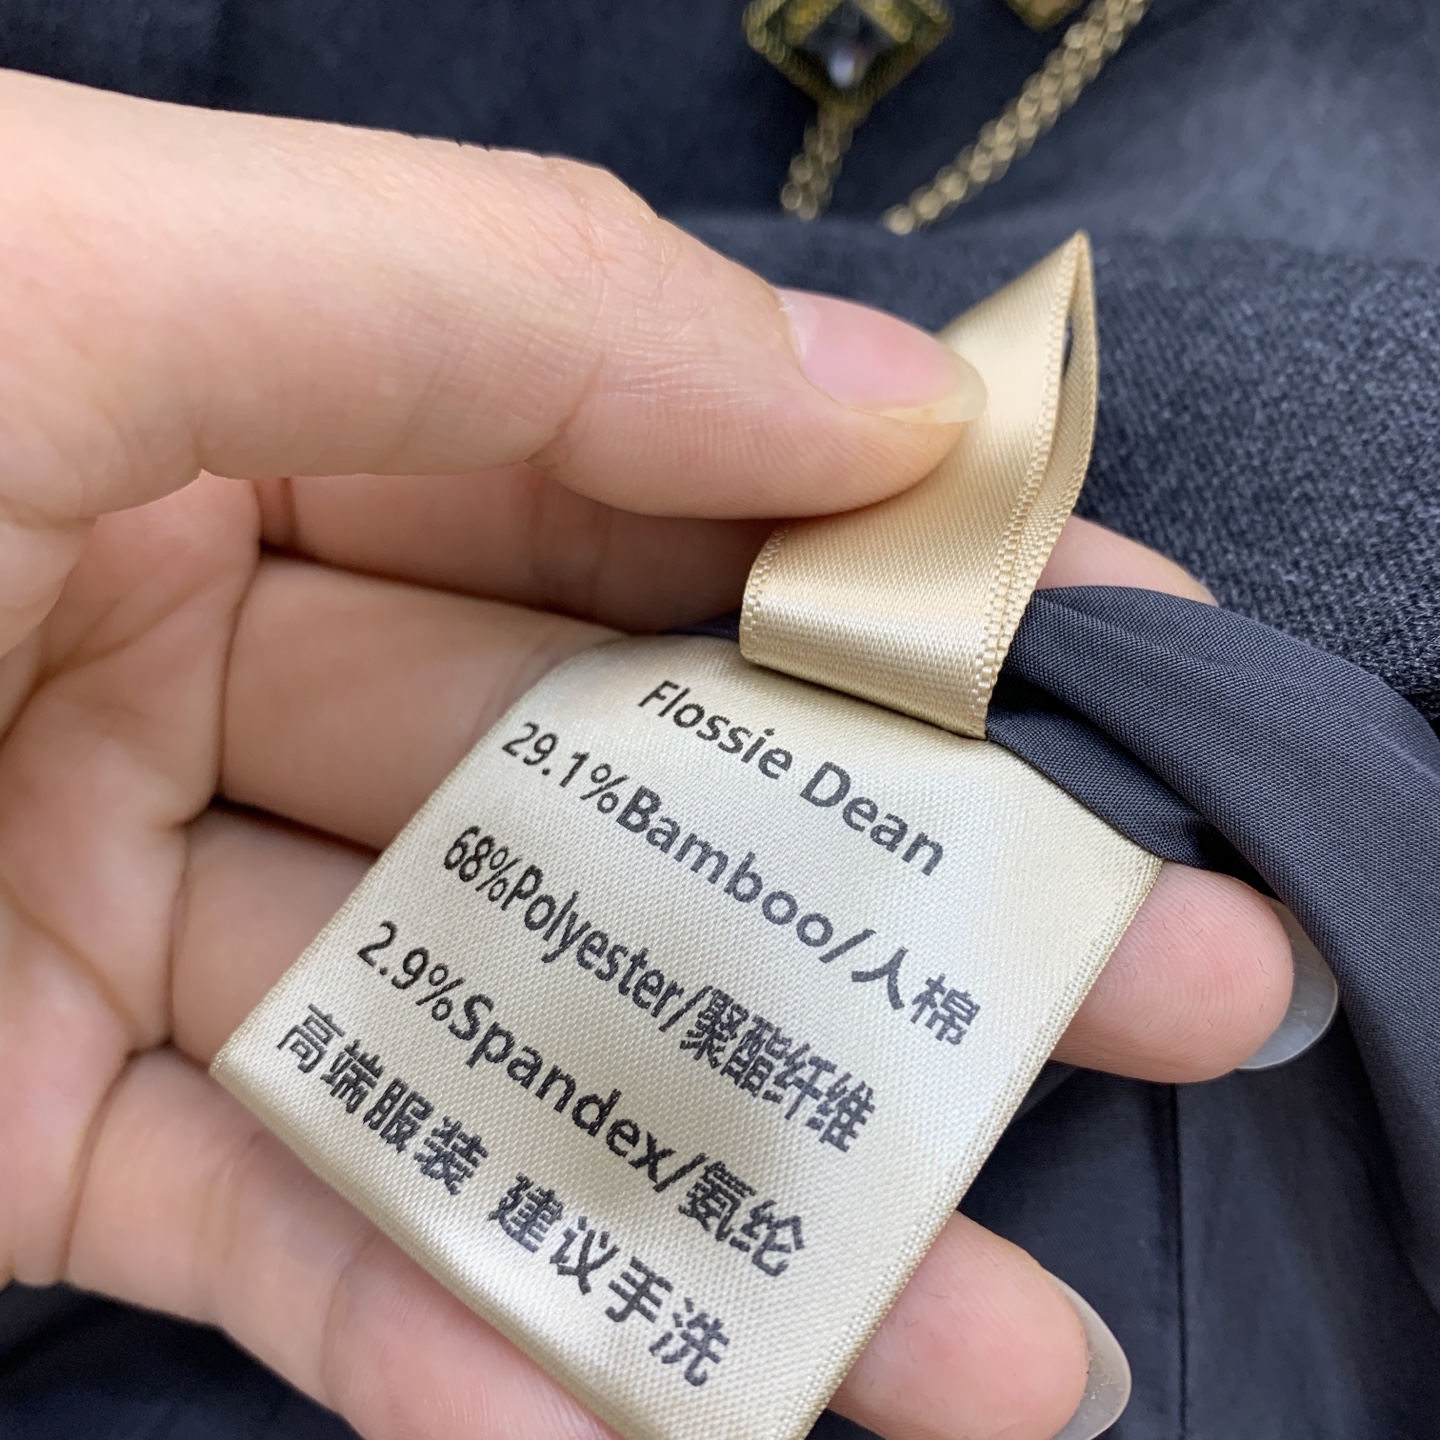 Flossie Dean
29.1%Bamboo/人棉
68%Polyester/聚酯纤维
2.9%Spandex/氨纶
高端服装 建议手洗